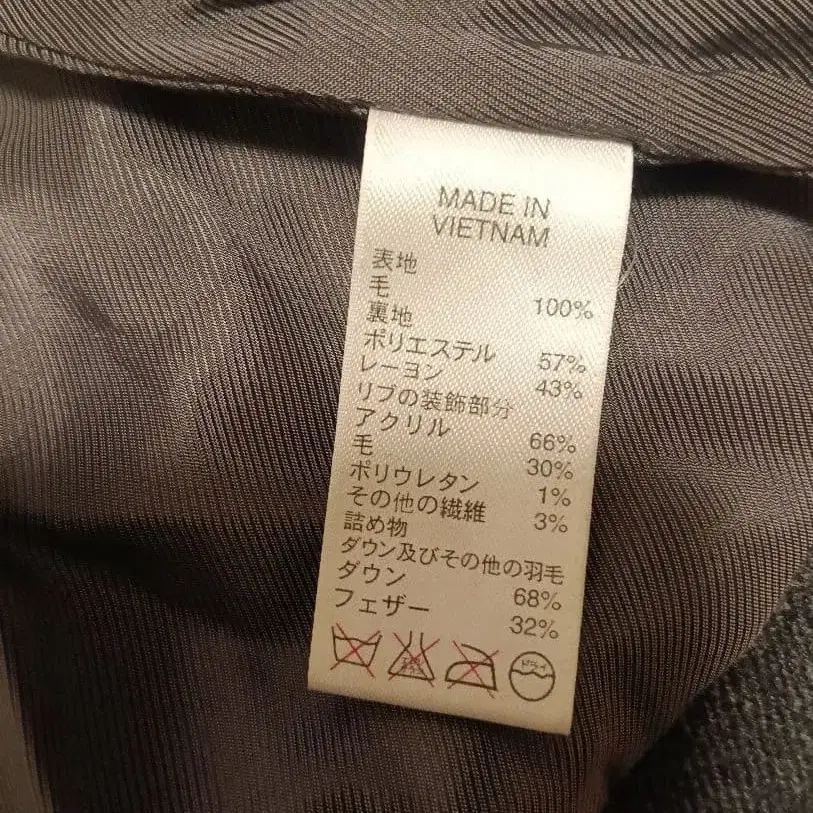 MADE IN
VIETNAM
表地
毛 100%
裏地
ポリエステル 57%
レーヨン 43%
リブの装飾部分
アクリル 66%
毛 30%
ポリウレタン 1%
その他の繊維 3%
詰め物
ダウン及びその他の羽毛
ダウン 68%
フェザー 32%
ドライ